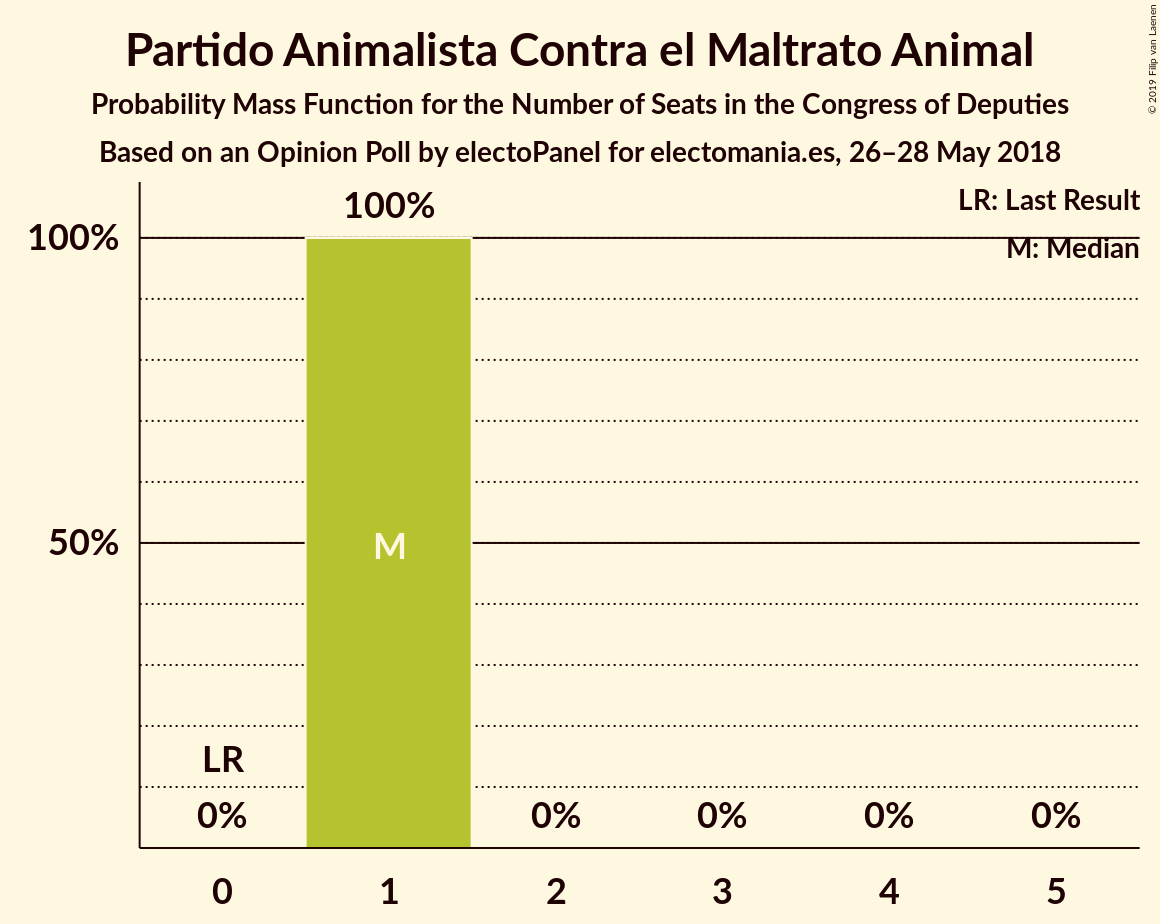 Partido Animalista Contra el Maltrato Animal
Probability Mass Function for the Number of Seats in the Congress of Deputies
Based on an Opinion Poll by electoPanel for electomania.es, 26–28 May 2018
© 2019 Filip van Laenen
LR: Last Result
M: Median
100%
100%
50%
M
LR
0%
0%
0%
0%
0%
0
1
2
3
4
5